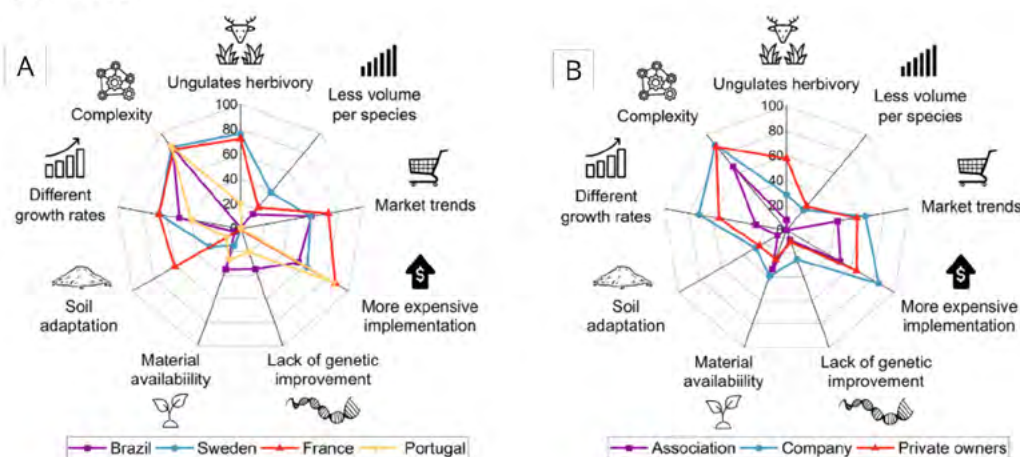 A
Ungulates herbivory
Complexity
Less volume
per species
Different
growth rates
Market trends
Soil
adaptation
More expensive
implementation
Material
availability
Lack of genetic
improvement
100
80
60
40
20
0
$
Brazil Sweden France Portugal
B
Ungulates herbivory
Complexity
Less volume
per species
Different
growth rates
Market trends
Soil
adaptation
More expensive
implementation
Material
availability
Lack of genetic
improvement
100
80
60
40
20
0
$
Association Company Private owners